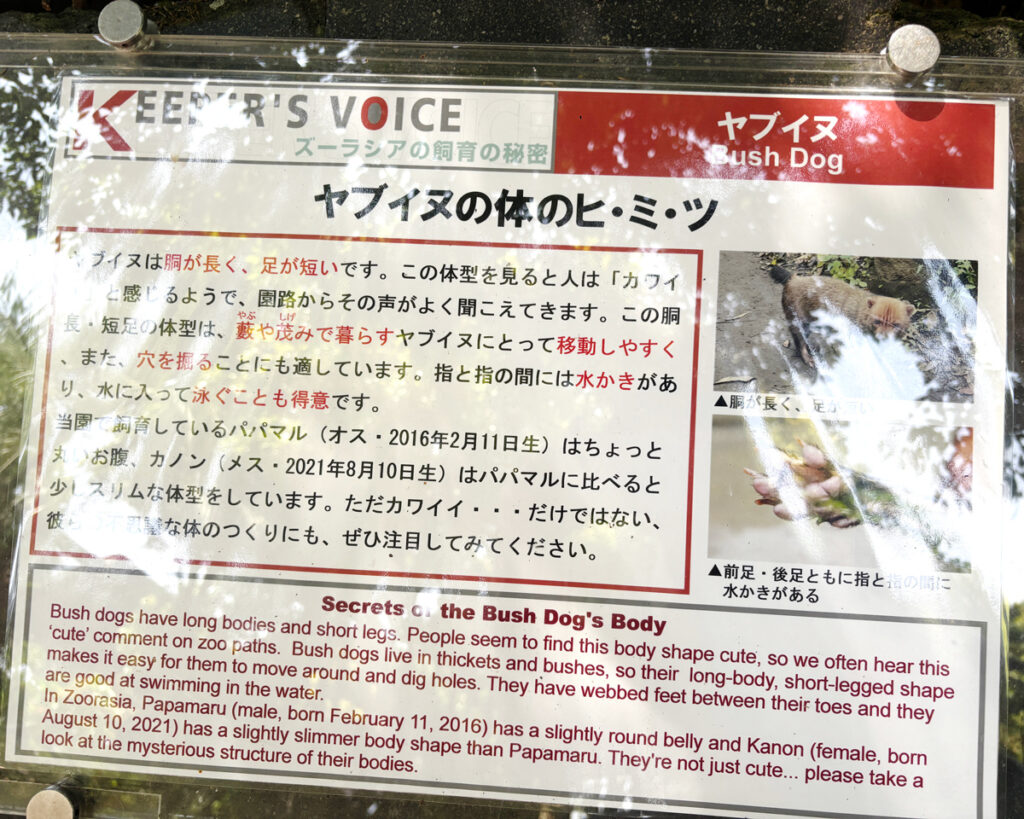 KEEPER'S VOICE
ズーラシアの飼育の秘密
ヤブイヌ
Bush Dog
ヤブイヌの体のヒ・ミ・ツ
ヤブイヌは胴が長く、足が短いです。この体型を見ると人は「カワイ
」と感じるようで、園路からその声がよく聞こえてきます。この胴
長・短足の体型は、藪や茂みで暮らすヤブイヌにとって移動しやすく
、また、穴を掘ることにも適しています。指と指の間には水かきがあ
り、水に入って泳ぐことも得意です。
当園で飼育しているパパマル（オス・2016年2月11日生）はちょっと
丸いお腹、カノン（メス・2021年8月10日生）はパパマルに比べると
少しスリムな体型をしています。ただカワイイ・・・だけではない、
彼らの不思議な体のつくりにも、ぜひ注目してみてください。
やぶ しげ
▲胴が長く、足が短い
▲前足・後足ともに指と指の間に
水かきがある
Secrets of the Bush Dog's Body
Bush dogs have long bodies and short legs. People seem to find this body shape cute, so we often hear this
‘cute’ comment on zoo paths. Bush dogs live in thickets and bushes, so their long-body, short-legged shape
makes it easy for them to move around and dig holes. They have webbed feet between their toes and they
are good at swimming in the water.
In Zoorasia, Papamaru (male, born February 11, 2016) has a slightly round belly and Kanon (female, born
August 10, 2021) has a slightly slimmer body shape than Papamaru. They're not just cute... please take a
look at the mysterious structure of their bodies.